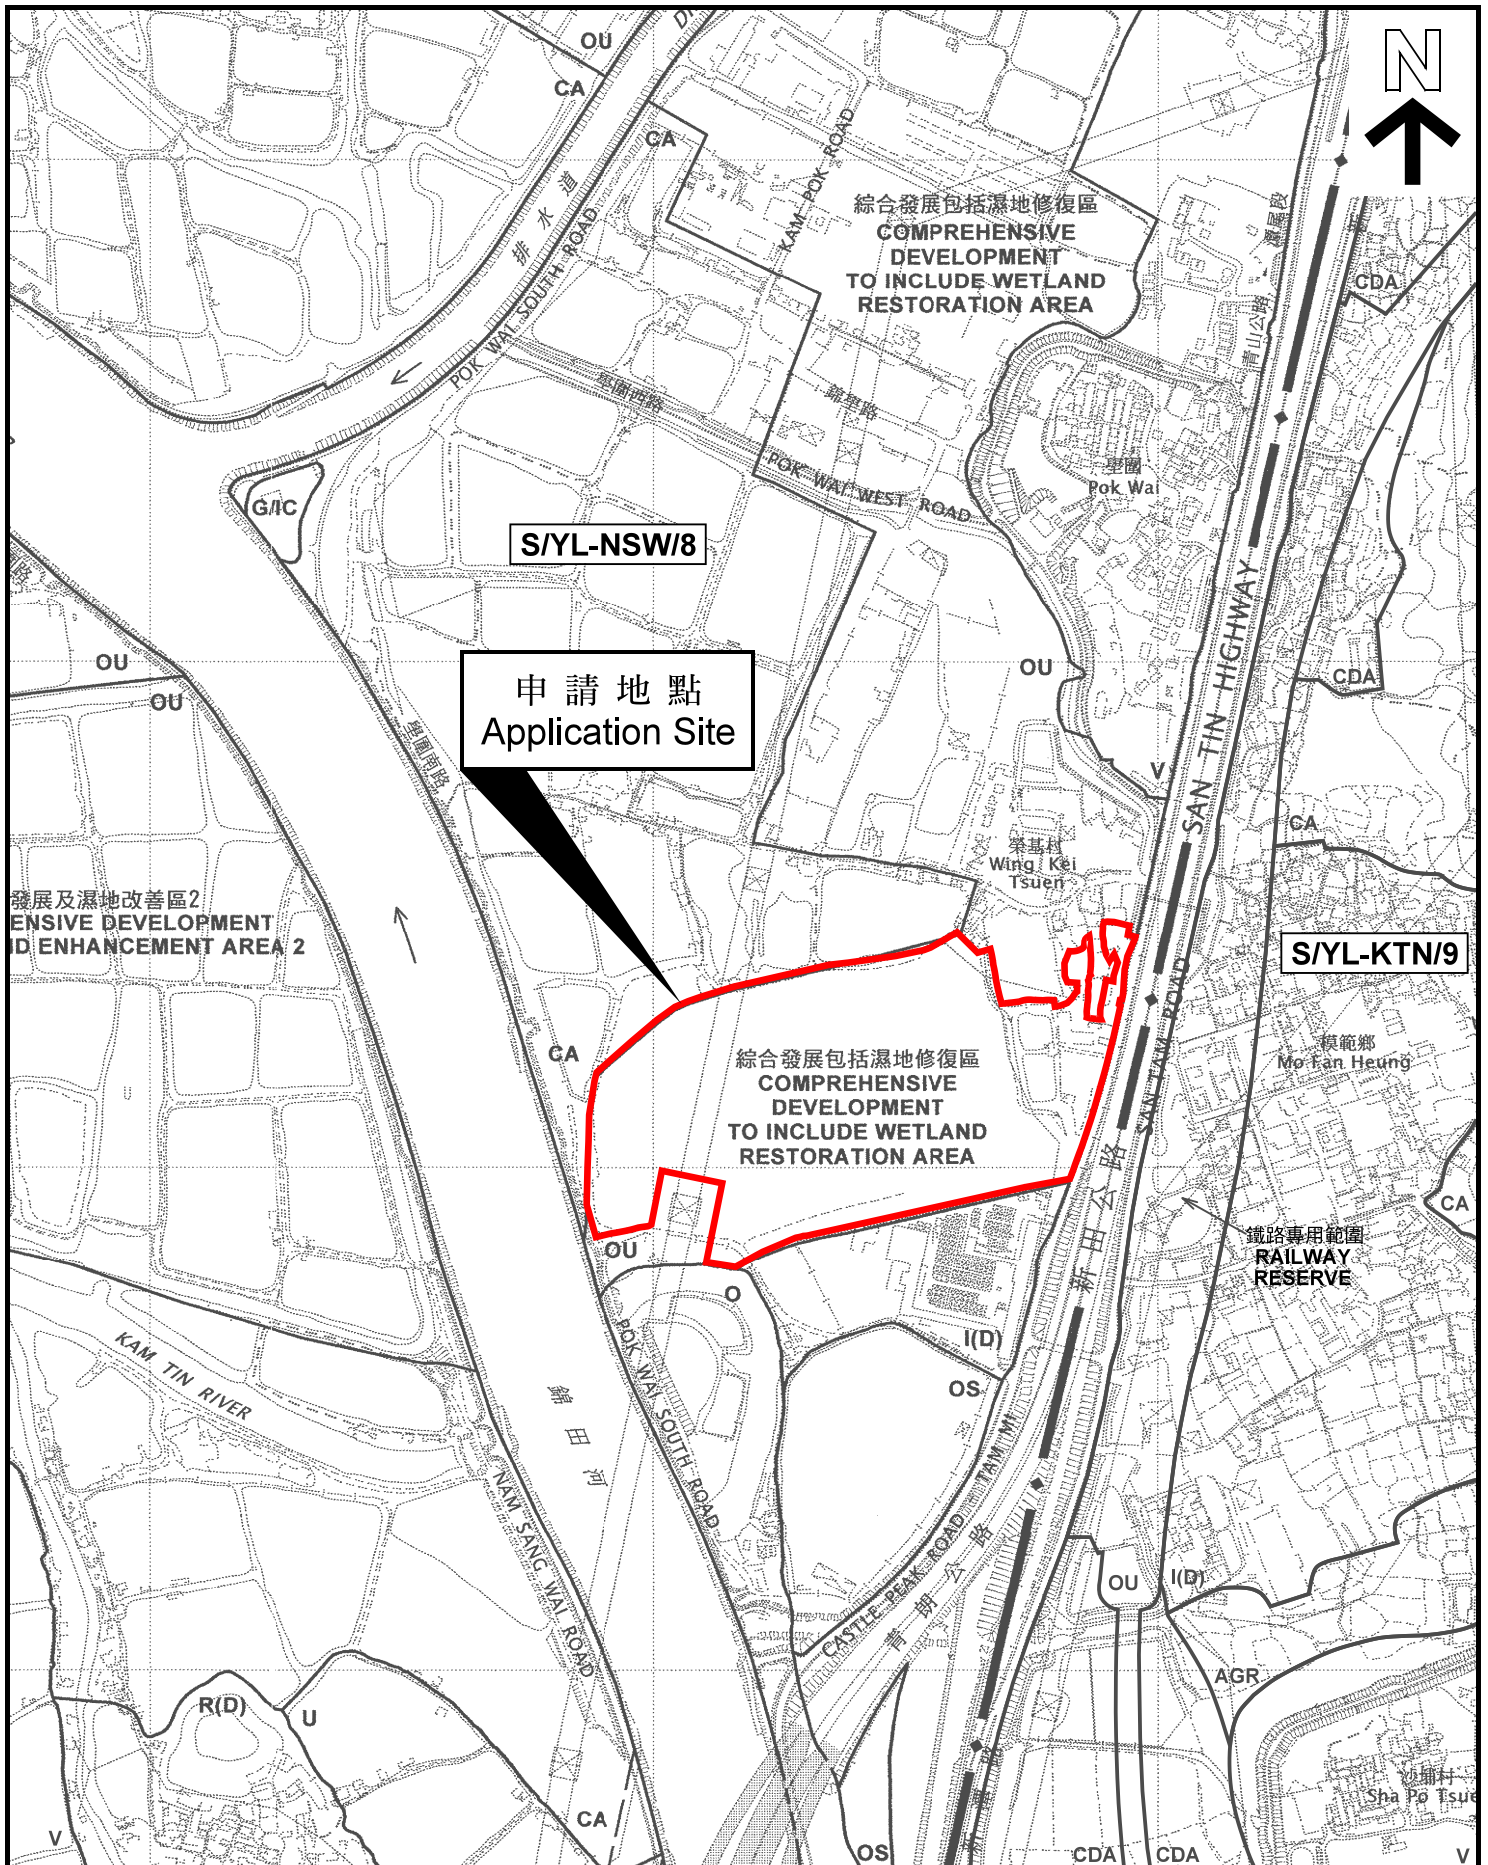 OU
CA
N
CA
KAM POK ROAD
排水道
POK WAI SOUTH ROAD
綜合發展包括濕地修復區
COMPREHENSIVE
DEVELOPMENT
TO INCLUDE WETLAND
RESTORATION AREA
CDA
青山公路
POK WAI WEST ROAD
Pok Wai
G/IC
S/YL-NSW/8
SAN TIN HIGHWAY
OU
OU
OU
CDA
申請地點
Application Site
V
CA
榮基村
Wing Kei
Tsuen
發展及濕地改善區2
ENSIVE DEVELOPMENT
ND ENHANCEMENT AREA 2
S/YL-KTN/9
SAN TAM ROAD
模範鄉
Mo Fan Heung
CA
綜合發展包括濕地修復區
COMPREHENSIVE
DEVELOPMENT
TO INCLUDE WETLAND
RESTORATION AREA
CA
新田公路
鐵路專用範圍
RAILWAY
RESERVE
OU
O
I(D)
OS
KAM TIN RIVER
錦田河
POK WAI SOUTH ROAD
NAM SANG WAI ROAD
CASTLE PEAK ROAD TAM MI
青朗公路
OU
I(D)
AGR
R(D)
U
沙埔村
Sha Po Tsue
CA
V
OS
CDA
CDA
V